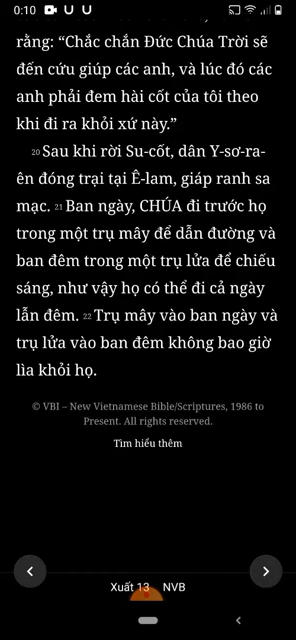 0:10
rằng: “Chắc chắn Đức Chúa Trời sẽ
đến cứu giúp các anh, và lúc đó các
anh phải đem hài cốt của tôi theo
khi đi ra khỏi xứ này.”
20 Sau khi rời Su-cốt, dân Y-sơ-ra-
ên đóng trại tại Ê-lam, giáp ranh sa
mạc. 21 Ban ngày, CHÚA đi trước họ
trong một trụ mây để dẫn đường và
ban đêm trong một trụ lửa để chiếu
sáng, như vậy họ có thể đi cả ngày
lẫn đêm. 22 Trụ mây vào ban ngày và
trụ lửa vào ban đêm không bao giờ
lìa khỏi họ.
© VBI – New Vietnamese Bible/Scriptures, 1986 to
Present. All rights reserved.
Tìm hiểu thêm
Xuất 13 NVB